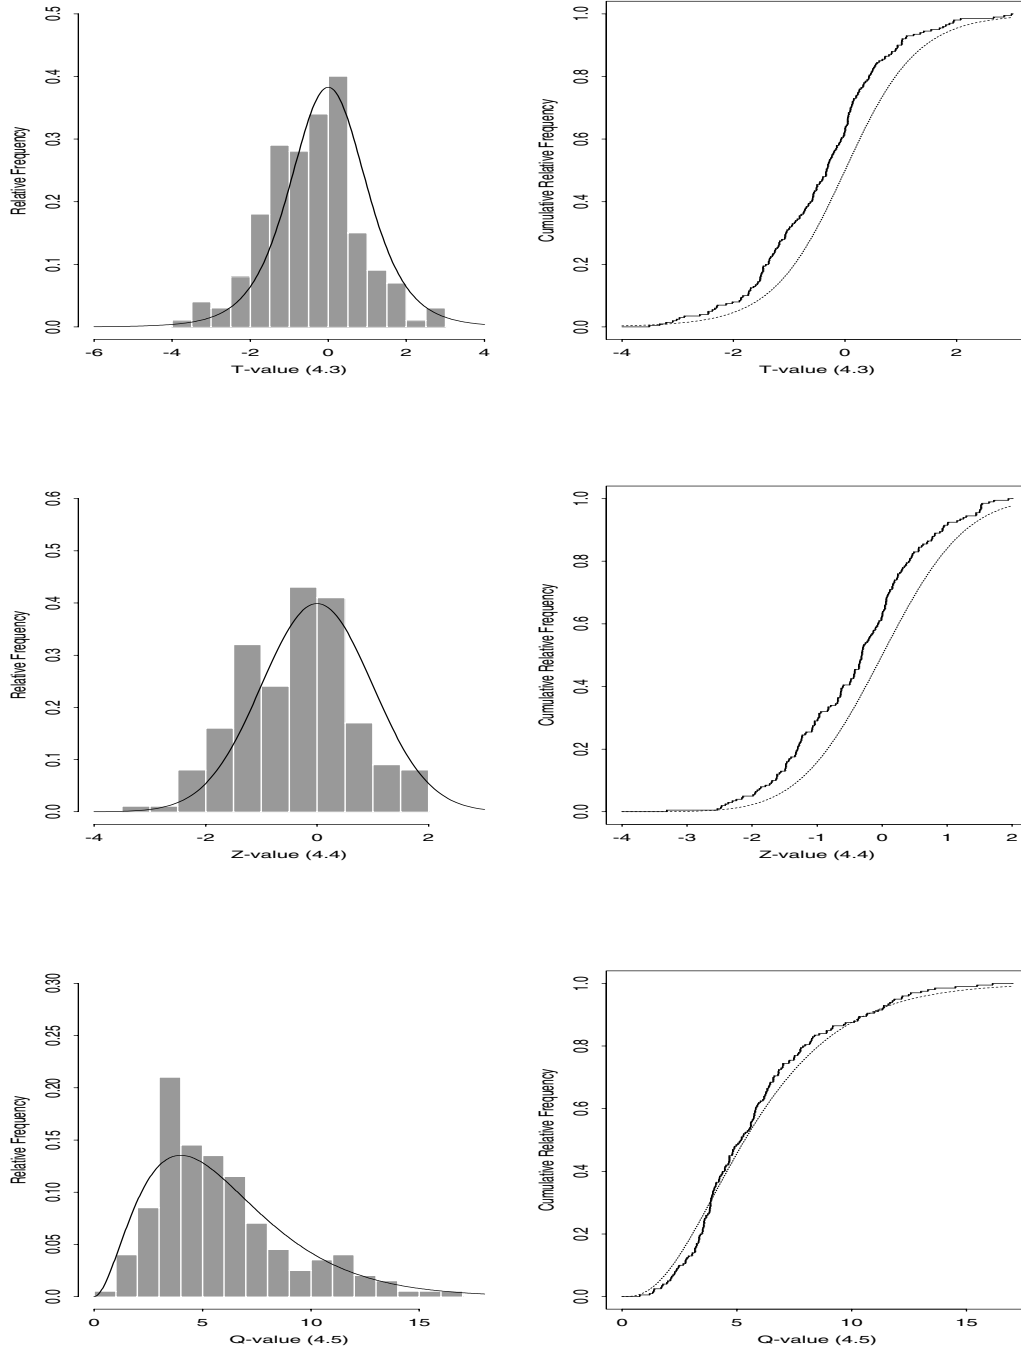 Relative Frequency
0.0 0.1 0.2 0.3 0.4 0.5
-6 -4 -2 0 2 4
T-value (4.3)
Cumulative Relative Frequency
0.0 0.2 0.4 0.6 0.8 1.0
-4 -2 0 2
T-value (4.3)
Relative Frequency
0.0 0.1 0.2 0.3 0.4 0.5 0.6
-4 -2 0 2
Z-value (4.4)
Cumulative Relative Frequency
0.0 0.2 0.4 0.6 0.8 1.0
-4 -3 -2 -1 0 1 2
Z-value (4.4)
Relative Frequency
0.0 0.05 0.10 0.15 0.20 0.25 0.30
0 5 10 15
Q-value (4.5)
Cumulative Relative Frequency
0.0 0.2 0.4 0.6 0.8 1.0
0 5 10 15
Q-value (4.5)